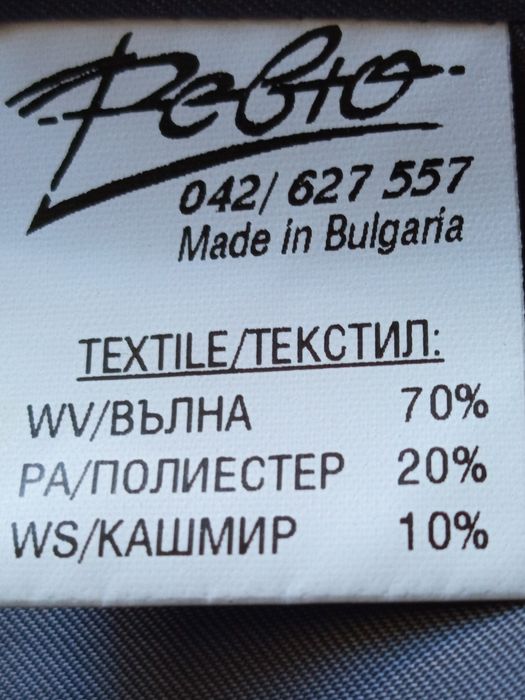 Ревю
042/ 627 557
Made in Bulgaria
TEXTILE/ТЕКСТИЛ:
WV/ВЪЛНА 70%
PA/ПОЛИЕСТЕР 20%
WS/КАШМИР 10%